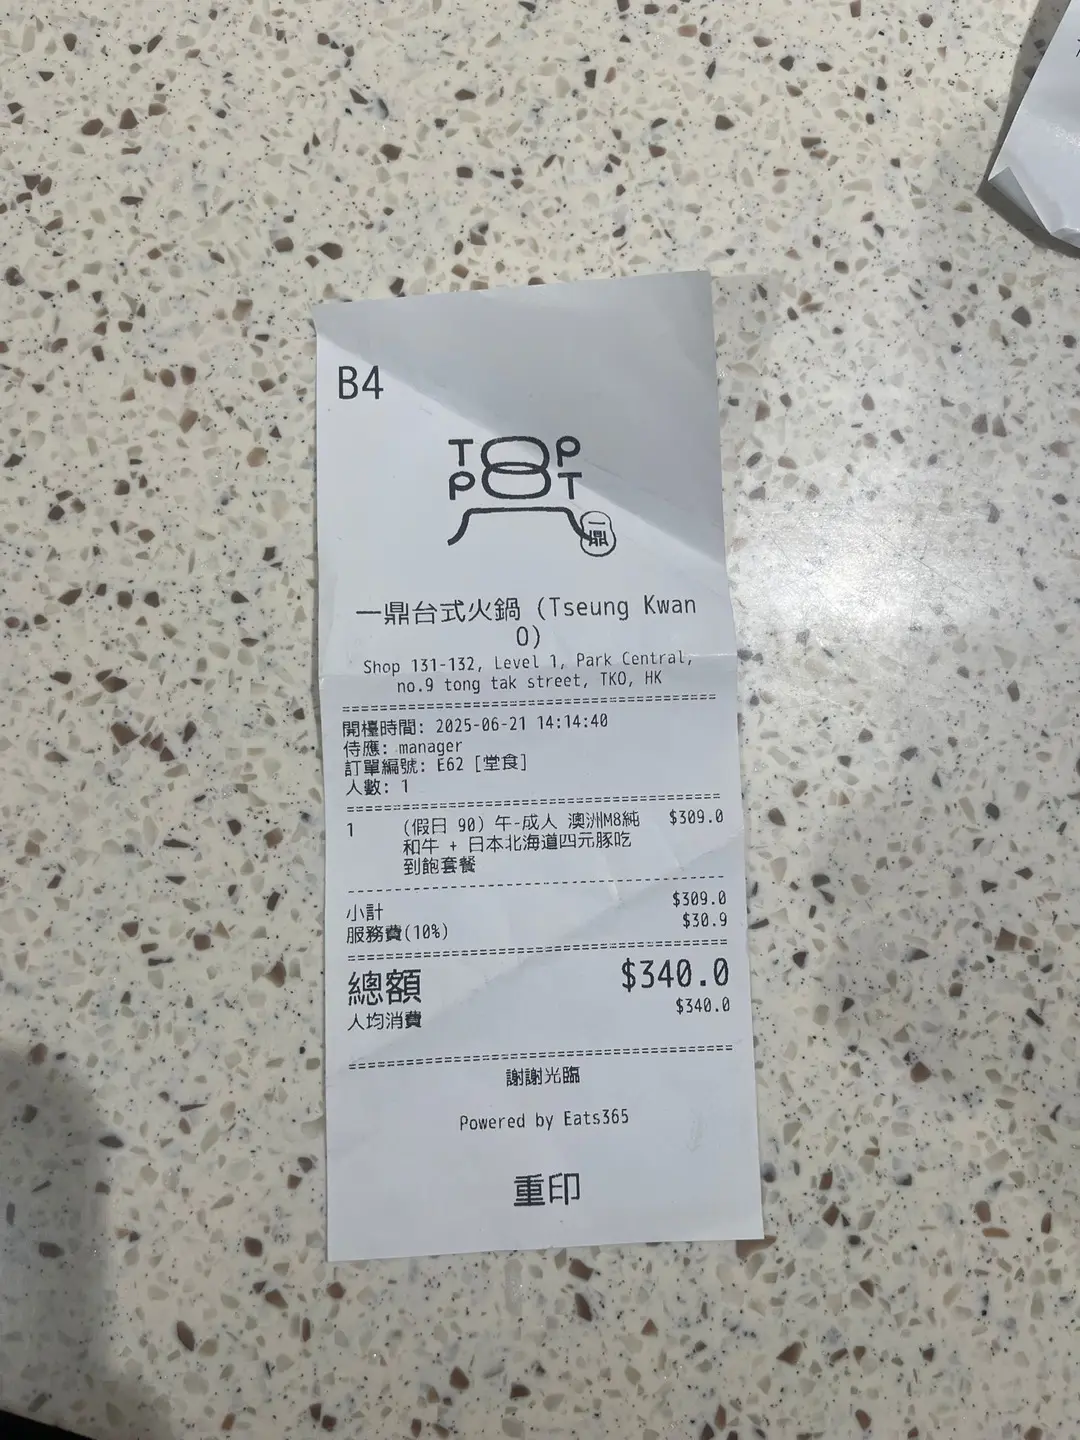 B4
TOP
POT
一鼎
一鼎台式火鍋 (Tseung Kwan
O)
Shop 131-132, Level 1, Park Central,
no.9 tong tak street, TKO, HK
開檯時間: 2025-06-21 14:14:40
侍應: manager
訂單編號: E62 [堂食]
人數: 1
1 (假日 90) 午-成人 澳洲M8純 $309.0
和牛 + 日本北海道四元豚吃
到飽套餐
小計 $309.0
服務費(10%) $30.9
總額 $340.0
人均消費 $340.0
謝謝光臨
Powered by Eats365
重印